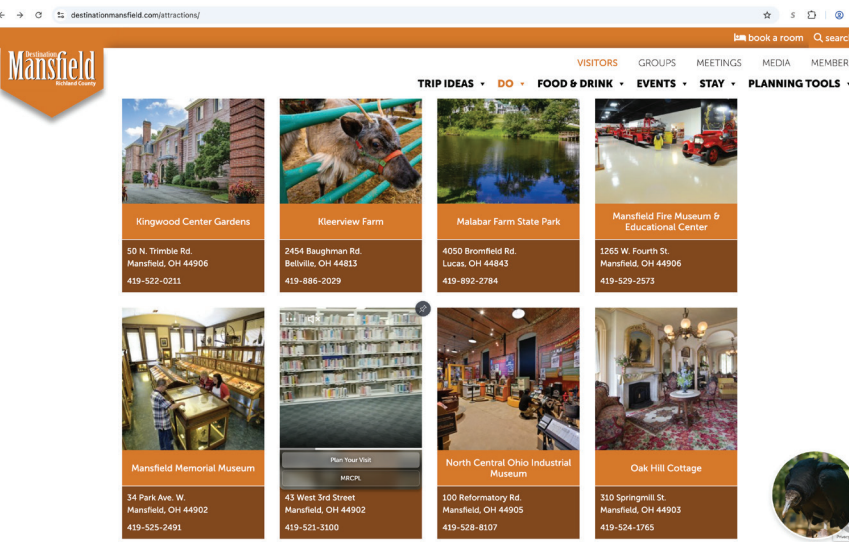 destinationmansfield.com/attractions/
book a room
searc
Destination
Mansfield
Richland County
VISITORS GROUPS MEETINGS MEDIA MEMBER
TRIP IDEAS DO FOOD & DRINK EVENTS STAY PLANNING TOOLS
Kingwood Center Gardens
50 N. Trimble Rd.
Mansfield, OH 44906
419-522-0211
Kleerview Farm
2454 Baughman Rd.
Bellville, OH 44813
419-886-2029
Malabar Farm State Park
4050 Bromfield Rd.
Lucas, OH 44843
419-892-2784
Mansfield Fire Museum &
Educational Center
1265 W. Fourth St.
Mansfield, OH 44906
419-529-2573
Mansfield Memorial Museum
34 Park Ave. W.
Mansfield, OH 44902
419-525-2491
Plan Your Visit
MRCPL
43 West 3rd Street
Mansfield, OH 44902
419-521-3100
North Central Ohio Industrial
Museum
100 Reformatory Rd.
Mansfield, OH 44905
419-528-8107
Oak Hill Cottage
310 Springmill St.
Mansfield, OH 44903
419-524-1765